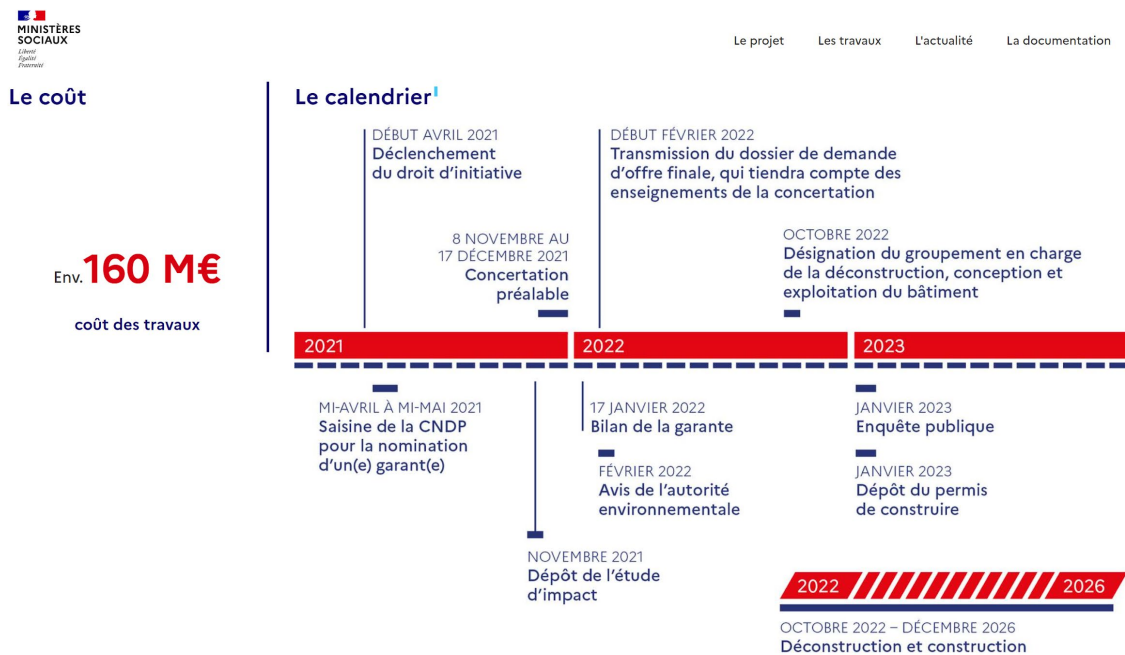 MINISTÈRES
SOCIAUX
Liberté
Égalité
Fraternité
Le projet
Les travaux
L'actualité
La documentation
Le coût
Env. 160 M€
coût des travaux
Le calendrier
DÉBUT AVRIL 2021
Déclenchement
du droit d'initiative
DÉBUT FÉVRIER 2022
Transmission du dossier de demande
d'offre finale, qui tiendra compte des
enseignements de la concertation
8 NOVEMBRE AU
17 DÉCEMBRE 2021
Concertation
préalable
OCTOBRE 2022
Désignation du groupement en charge
de la déconstruction, conception et
exploitation du bâtiment
2021
2022
2023
MI-AVRIL À MI-MAI 2021
Saisine de la CNDP
pour la nomination
d'un(e) garant(e)
17 JANVIER 2022
Bilan de la garante
JANVIER 2023
Enquête publique
FÉVRIER 2022
Avis de l'autorité
environnementale
JANVIER 2023
Dépôt du permis
de construire
NOVEMBRE 2021
Dépôt de l'étude
d'impact
2022
2026
OCTOBRE 2022 – DÉCEMBRE 2026
Déconstruction et construction